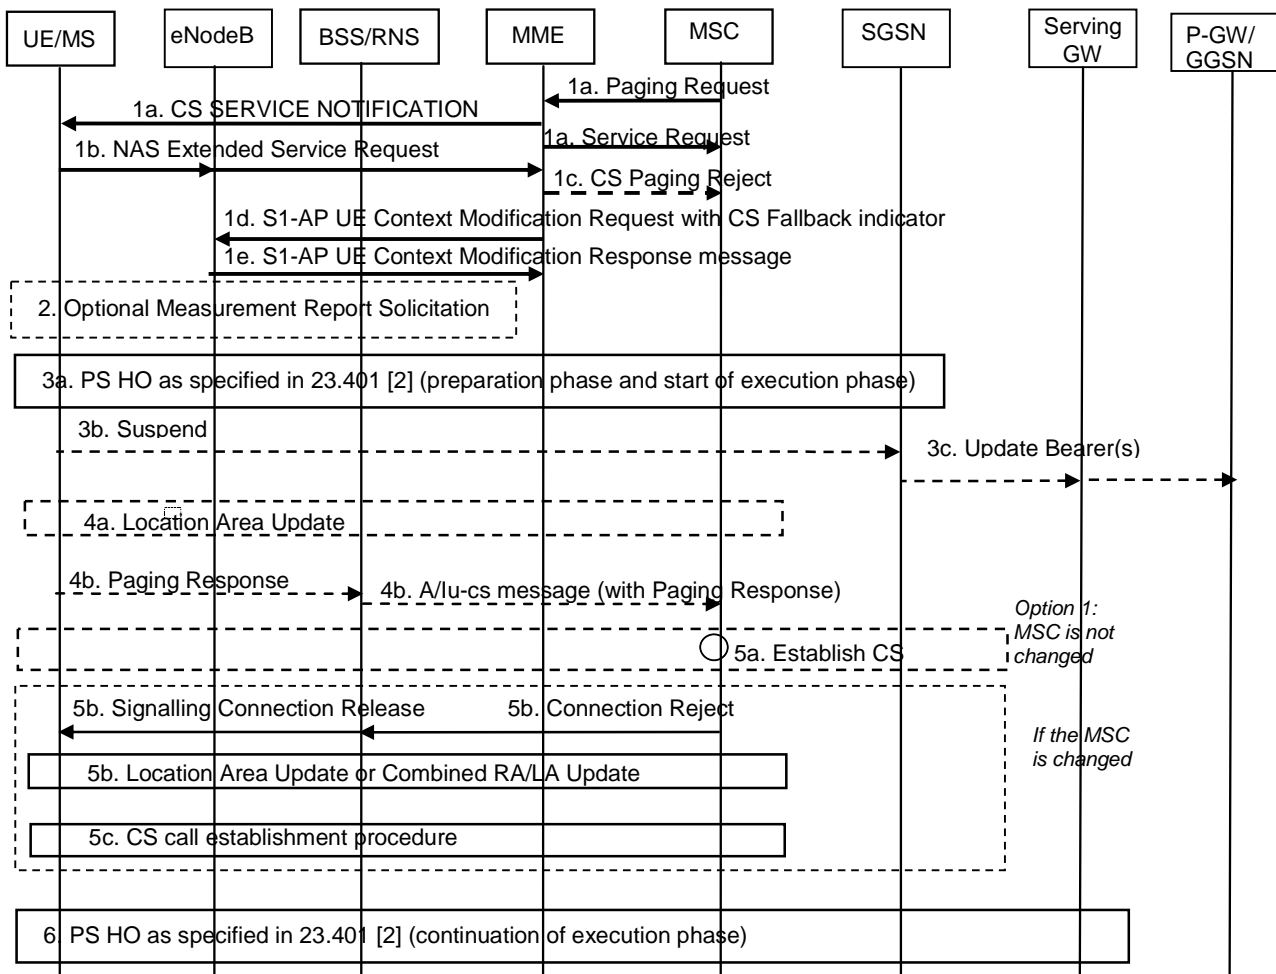 UE/MS
eNodeB
BSS/RNS
MME
MSC
SGSN
Serving
GW
P-GW/
GGSN
1a. Paging Request
1a. CS SERVICE NOTIFICATION
1a. Service Request
1b. NAS Extended Service Request
1c. CS Paging Reject
1d. S1-AP UE Context Modification Request with CS Fallback indicator
1e. S1-AP UE Context Modification Response message
2. Optional Measurement Report Solicitation
3a. PS HO as specified in 23.401 [2] (preparation phase and start of execution phase)
3b. Suspend
3c. Update Bearer(s)
4a. Location Area Update
4b. Paging Response
4b. A/Iu-cs message (with Paging Response)
Option 1:
MSC is not
changed
5a. Establish CS
5b. Signalling Connection Release
5b. Connection Reject
If the MSC
is changed
5b. Location Area Update or Combined RA/LA Update
5c. CS call establishment procedure
6. PS HO as specified in 23.401 [2] (continuation of execution phase)